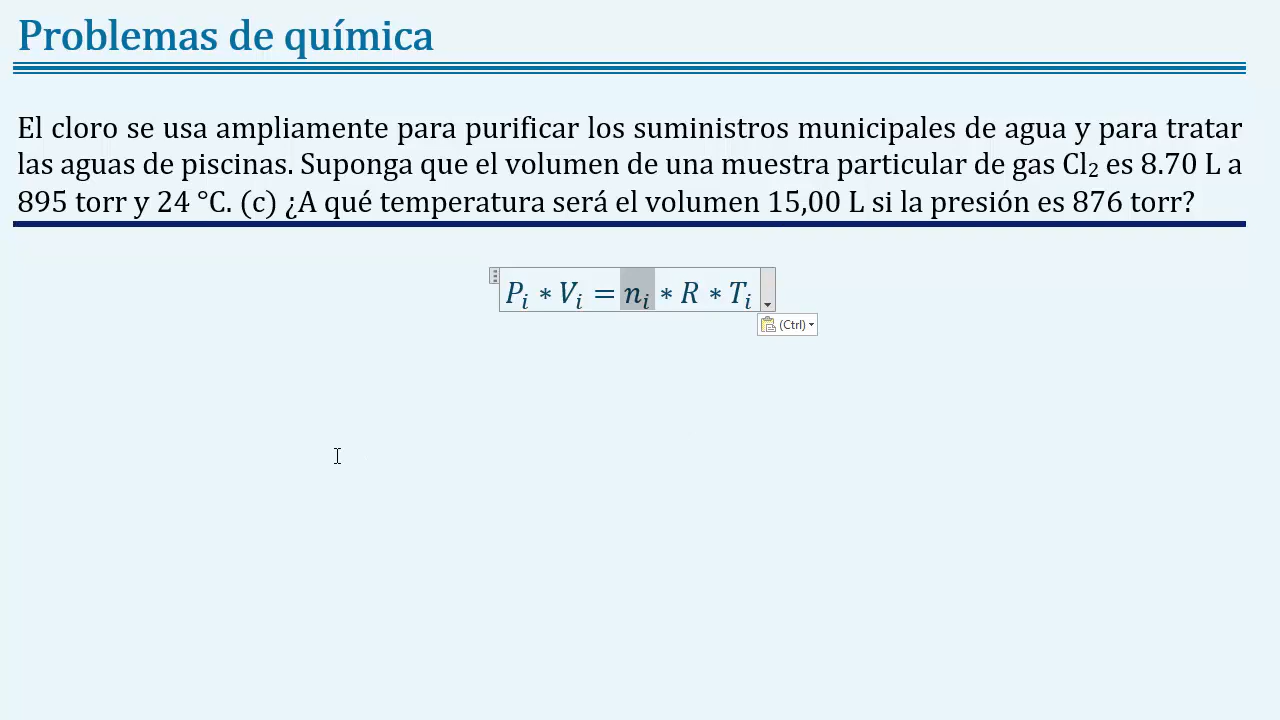 Problemas de química
El cloro se usa ampliamente para purificar los suministros municipales de agua y para tratar
las aguas de piscinas. Suponga que el volumen de una muestra particular de gas Cl₂ es 8.70 L a
895 torr y 24 °C. (c) ¿A qué temperatura será el volumen 15,00 L si la presión es 876 torr?
Pᵢ ∗ Vᵢ = nᵢ ∗ R ∗ Tᵢ
(Ctrl)